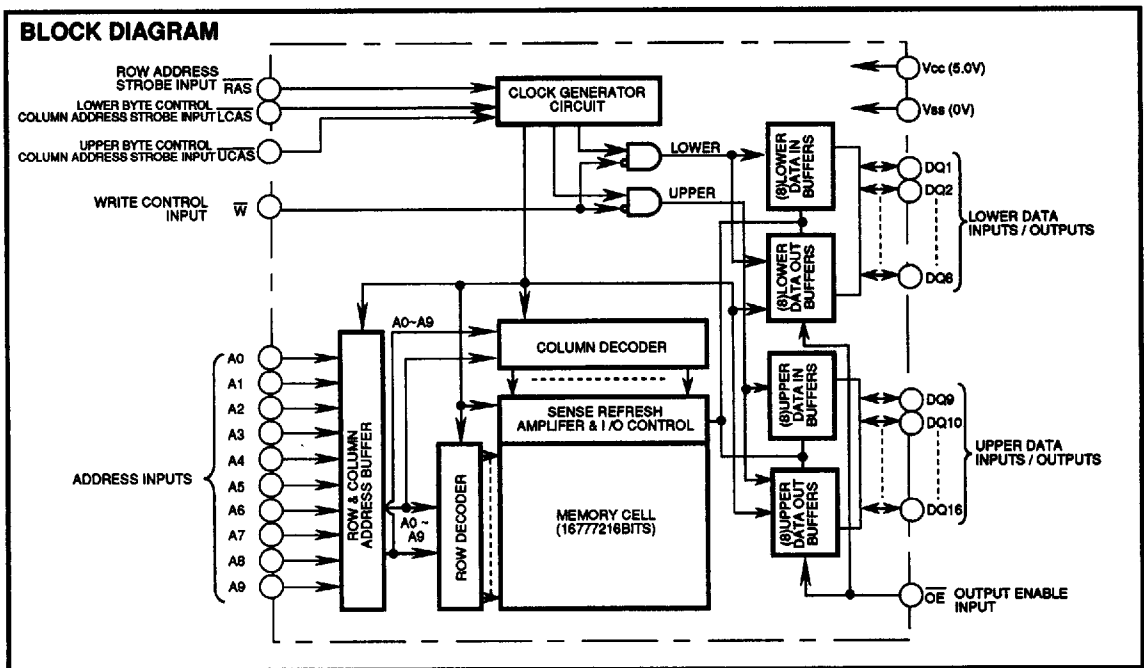 BLOCK DIAGRAM
ROW ADDRESS
STROBE INPUT R̅A̅S̅
LOWER BYTE CONTROL
COLUMN ADDRESS STROBE INPUT L̅C̅A̅S̅
UPPER BYTE CONTROL
COLUMN ADDRESS STROBE INPUT U̅C̅A̅S̅
WRITE CONTROL
INPUT W̅
CLOCK GENERATOR
CIRCUIT
LOWER
UPPER
Vcc (5.0V)
Vss (0V)
(8)LOWER
DATA IN
BUFFERS
(8)LOWER
DATA OUT
BUFFERS
DQ1
DQ2
DQ8
LOWER DATA
INPUTS / OUTPUTS
A0~A9
COLUMN DECODER
SENSE REFRESH
AMPLIFER & I /O CONTROL
MEMORY CELL
(16777216BITS)
ROW DECODER
A0 ~
A9
ROW & COLUMN
ADDRESS BUFFER
ADDRESS INPUTS
A0
A1
A2
A3
A4
A5
A6
A7
A8
A9
(8)UPPER
DATA IN
BUFFERS
(8)UPPER
DATA OUT
BUFFERS
DQ9
DQ10
DQ16
UPPER DATA
INPUTS / OUTPUTS
O̅E̅ OUTPUT ENABLE
INPUT